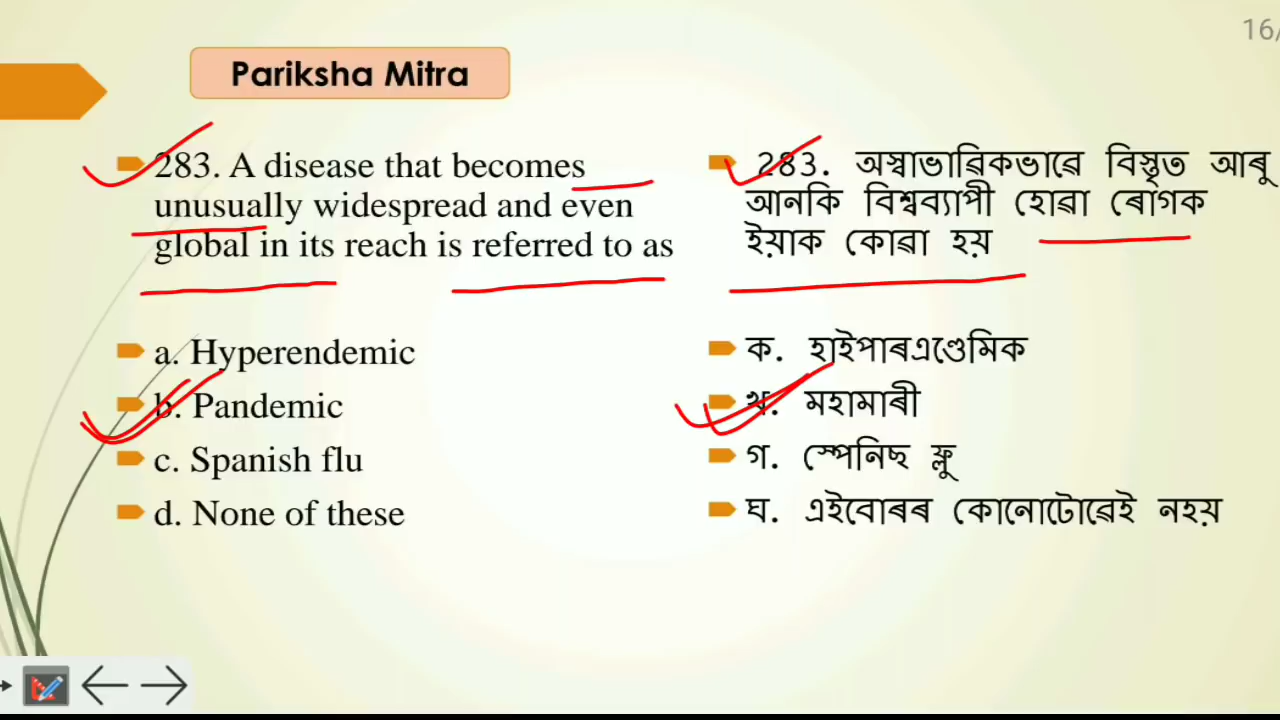 16/
Pariksha Mitra
283. A disease that becomes
unusually widespread and even
global in its reach is referred to as
a. Hyperendemic
b. Pandemic
c. Spanish flu
d. None of these
283. অস্বাভাৱিকভাৱে বিস্তৃত আৰু
আনকি বিশ্বব্যাপী হোৱা ৰোগক
ইয়াক কোৱা হয়
ক. হাইপাৰএণ্ডেমিক
খ. মহামাৰী
গ. স্পেনিছ ফ্লু
ঘ. এইবোৰৰ কোনোটোৱেই নহয়